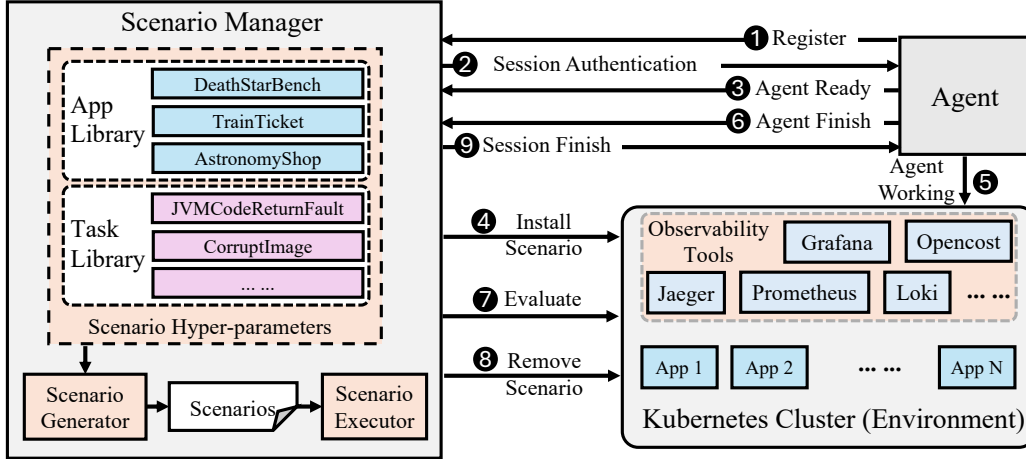 Scenario Manager
App
Library
DeathStarBench
TrainTicket
AstronomyShop
Task
Library
JVMCodeReturnFault
CorruptImage
... ...
Scenario Hyper-parameters
Scenario
Generator
Scenarios
Scenario
Executor
1 Register
2 Session Authentication
3 Agent Ready
6 Agent Finish
9 Session Finish
Agent
Agent
Working
5
4 Install
Scenario
7 Evaluate
8 Remove
Scenario
Observability
Tools
Grafana
Opencost
Jaeger
Prometheus
Loki
... ...
App 1
App 2
... ...
App N
Kubernetes Cluster (Environment)